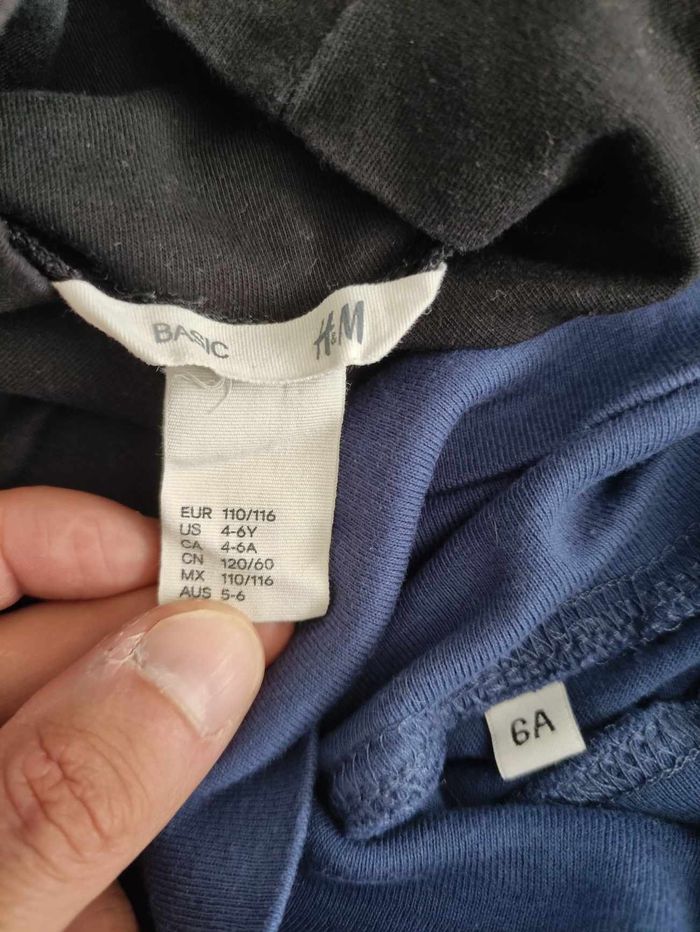 BASIC H&M
EUR 110/116
US 4-6Y
CA 4-6A
CN 120/60
MX 110/116
AUS 5-6
6A